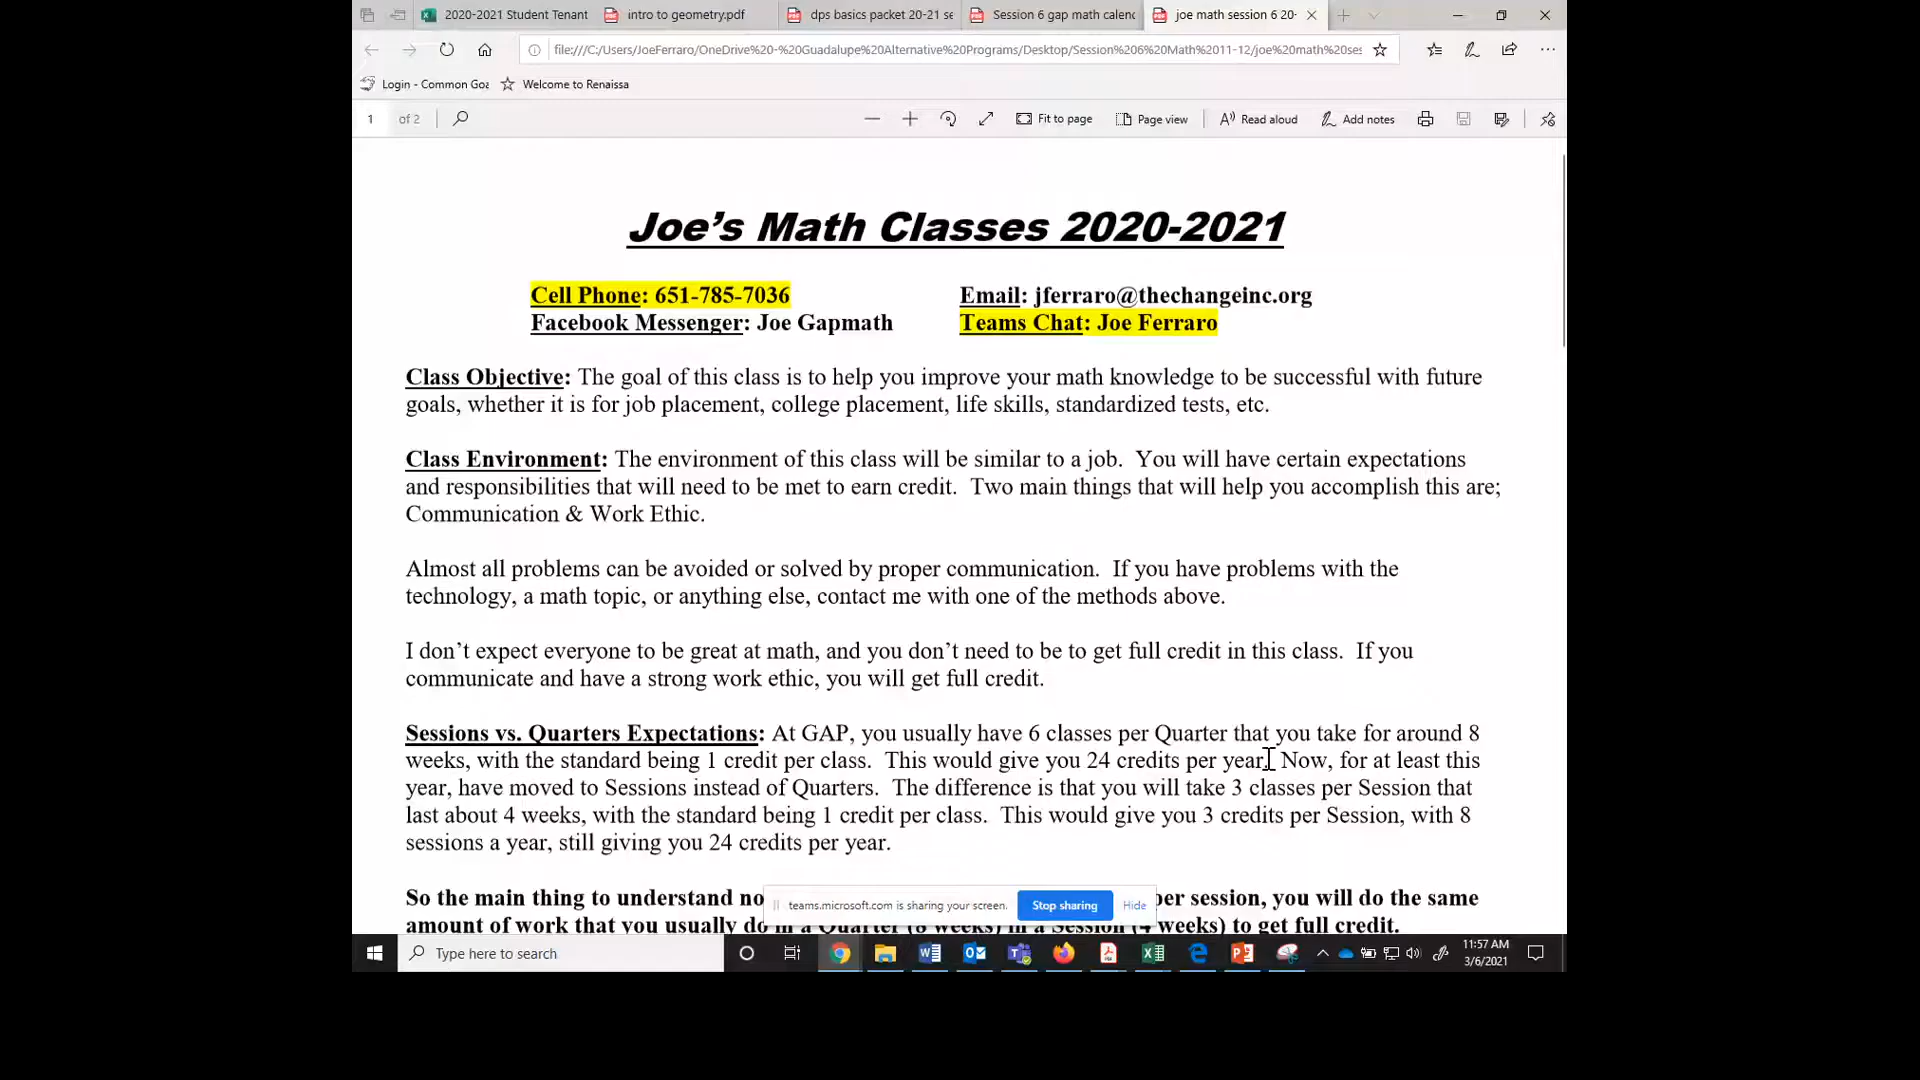 2020-2021 Student Tenant
intro to geometry.pdf
dps basics packet 20-21 se
Session 6 gap math calenc
joe math session 6 20-
file:///C:/Users/JoeFerraro/OneDrive%20-%20Guadalupe%20Alternative%20Programs/Desktop/Session%206%20Math%2011-12/joe%20math%20ses
Login - Common Goa
Welcome to Renaissa
1 of 2
Fit to page
Page view
Read aloud
Add notes
Joe's Math Classes 2020-2021
Cell Phone: 651-785-7036 Email: jferraro@thechangeinc.org
Facebook Messenger: Joe Gapmath Teams Chat: Joe Ferraro
Class Objective: The goal of this class is to help you improve your math knowledge to be successful with future
goals, whether it is for job placement, college placement, life skills, standardized tests, etc.
Class Environment: The environment of this class will be similar to a job. You will have certain expectations
and responsibilities that will need to be met to earn credit. Two main things that will help you accomplish this are;
Communication & Work Ethic.
Almost all problems can be avoided or solved by proper communication. If you have problems with the
technology, a math topic, or anything else, contact me with one of the methods above.
I don't expect everyone to be great at math, and you don't need to be to get full credit in this class. If you
communicate and have a strong work ethic, you will get full credit.
Sessions vs. Quarters Expectations: At GAP, you usually have 6 classes per Quarter that you take for around 8
weeks, with the standard being 1 credit per class. This would give you 24 credits per year. Now, for at least this
year, have moved to Sessions instead of Quarters. The difference is that you will take 3 classes per Session that
last about 4 weeks, with the standard being 1 credit per class. This would give you 3 credits per Session, with 8
sessions a year, still giving you 24 credits per year.
So the main thing to understand no per session, you will do the same
amount of work that you usually do in a Quarter (8 weeks) in a Session (4 weeks) to get full credit.
teams.microsoft.com is sharing your screen.
Stop sharing
Hide
Type here to search
11:57 AM
3/6/2021